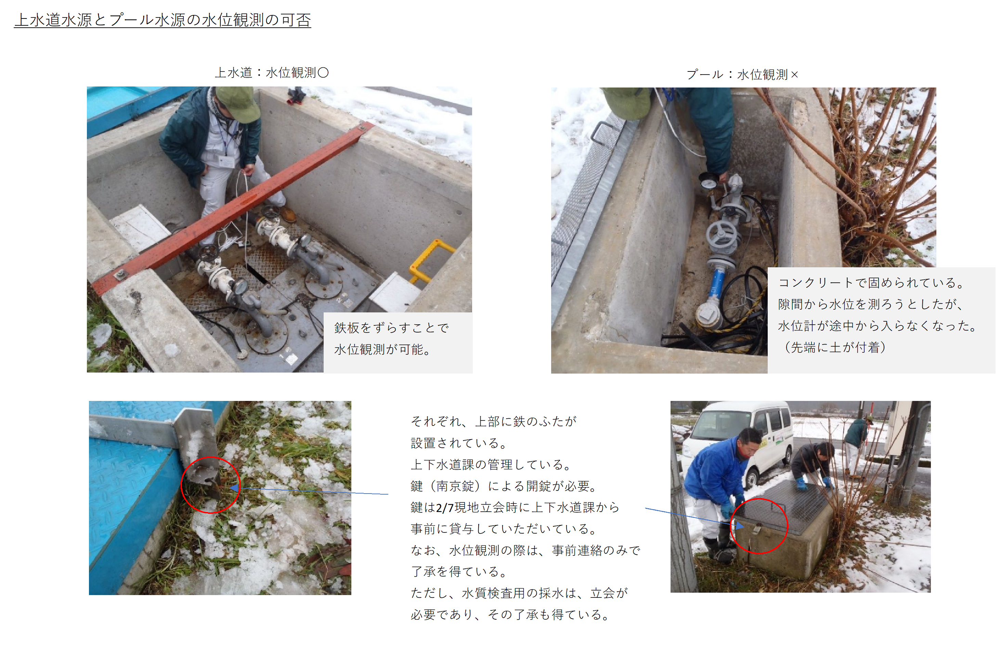 上水道水源とプール水源の水位観測の可否
上水道：水位観測〇
プール：水位観測×
鉄板をずらすことで
水位観測が可能。
コンクリートで固められている。
隙間から水位を測ろうとしたが、
水位計が途中から入らなくなった。
（先端に土が付着）
それぞれ、上部に鉄のふたが
設置されている。
上下水道課の管理している。
鍵（南京錠）による開錠が必要。
鍵は2/7現地立会時に上下水道課から
事前に貸与していただいている。
なお、水位観測の際は、事前連絡のみで
了承を得ている。
ただし、水質検査用の採水は、立会が
必要であり、その了承も得ている。